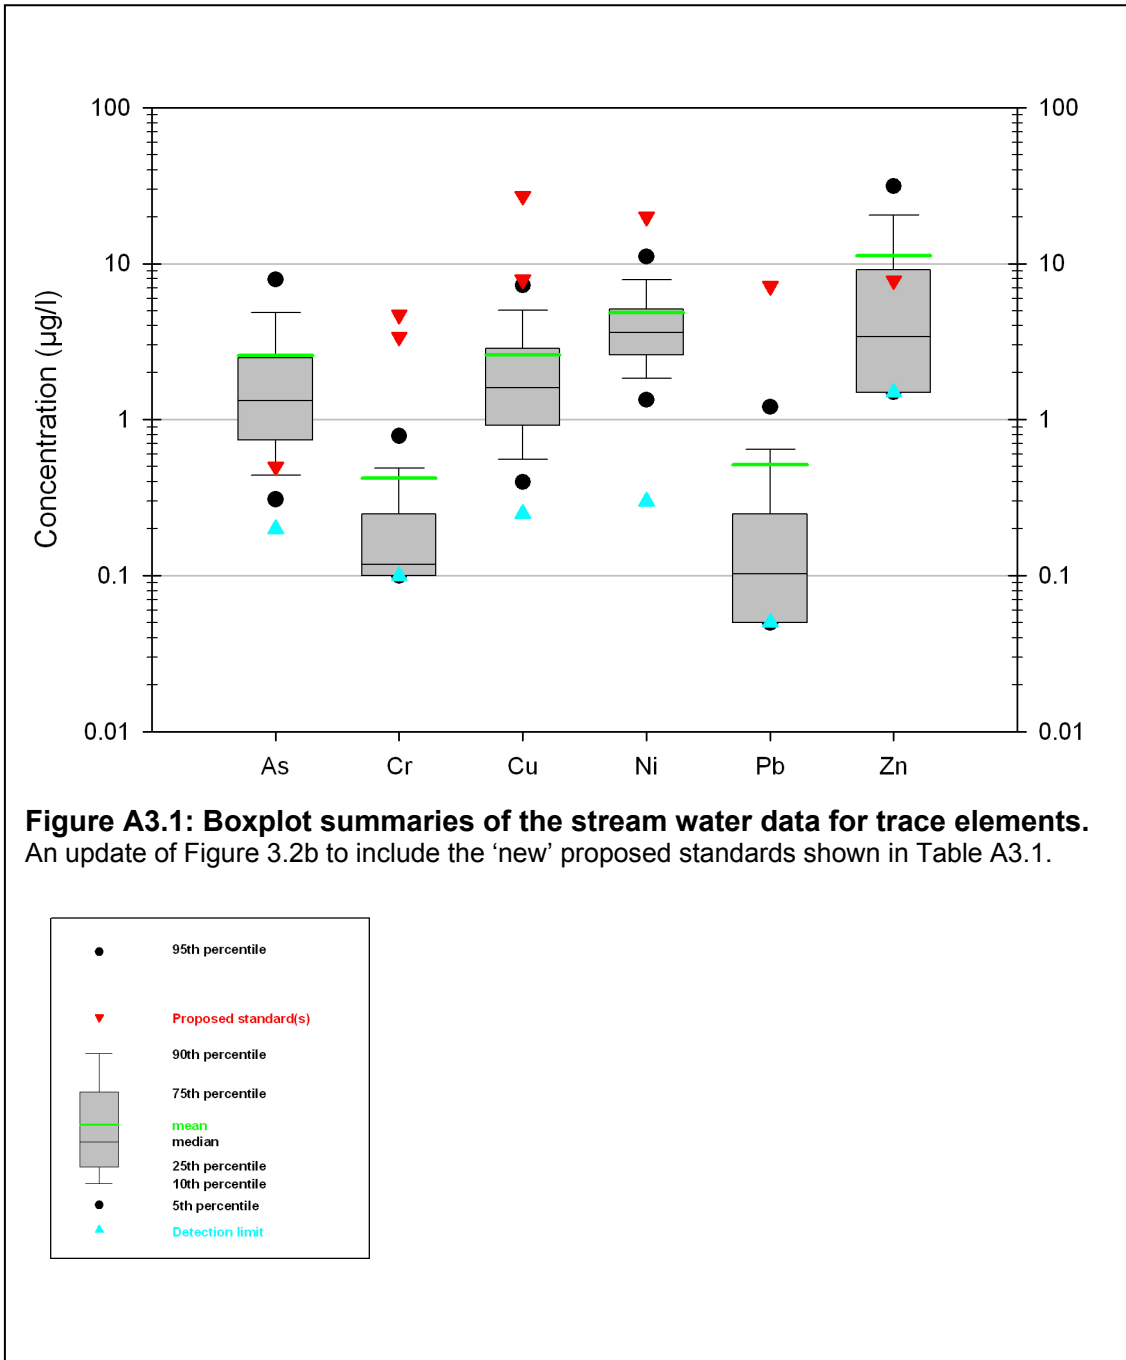 100
10
1
0.1
0.01
Concentration (µg/l)
100
10
1
0.1
0.01
As Cr Cu Ni Pb Zn
Figure A3.1: Boxplot summaries of the stream water data for trace elements.
An update of Figure 3.2b to include the ‘new’ proposed standards shown in Table A3.1.
95th percentile
Proposed standard(s)
90th percentile
75th percentile
mean
median
25th percentile
10th percentile
5th percentile
Detection limit